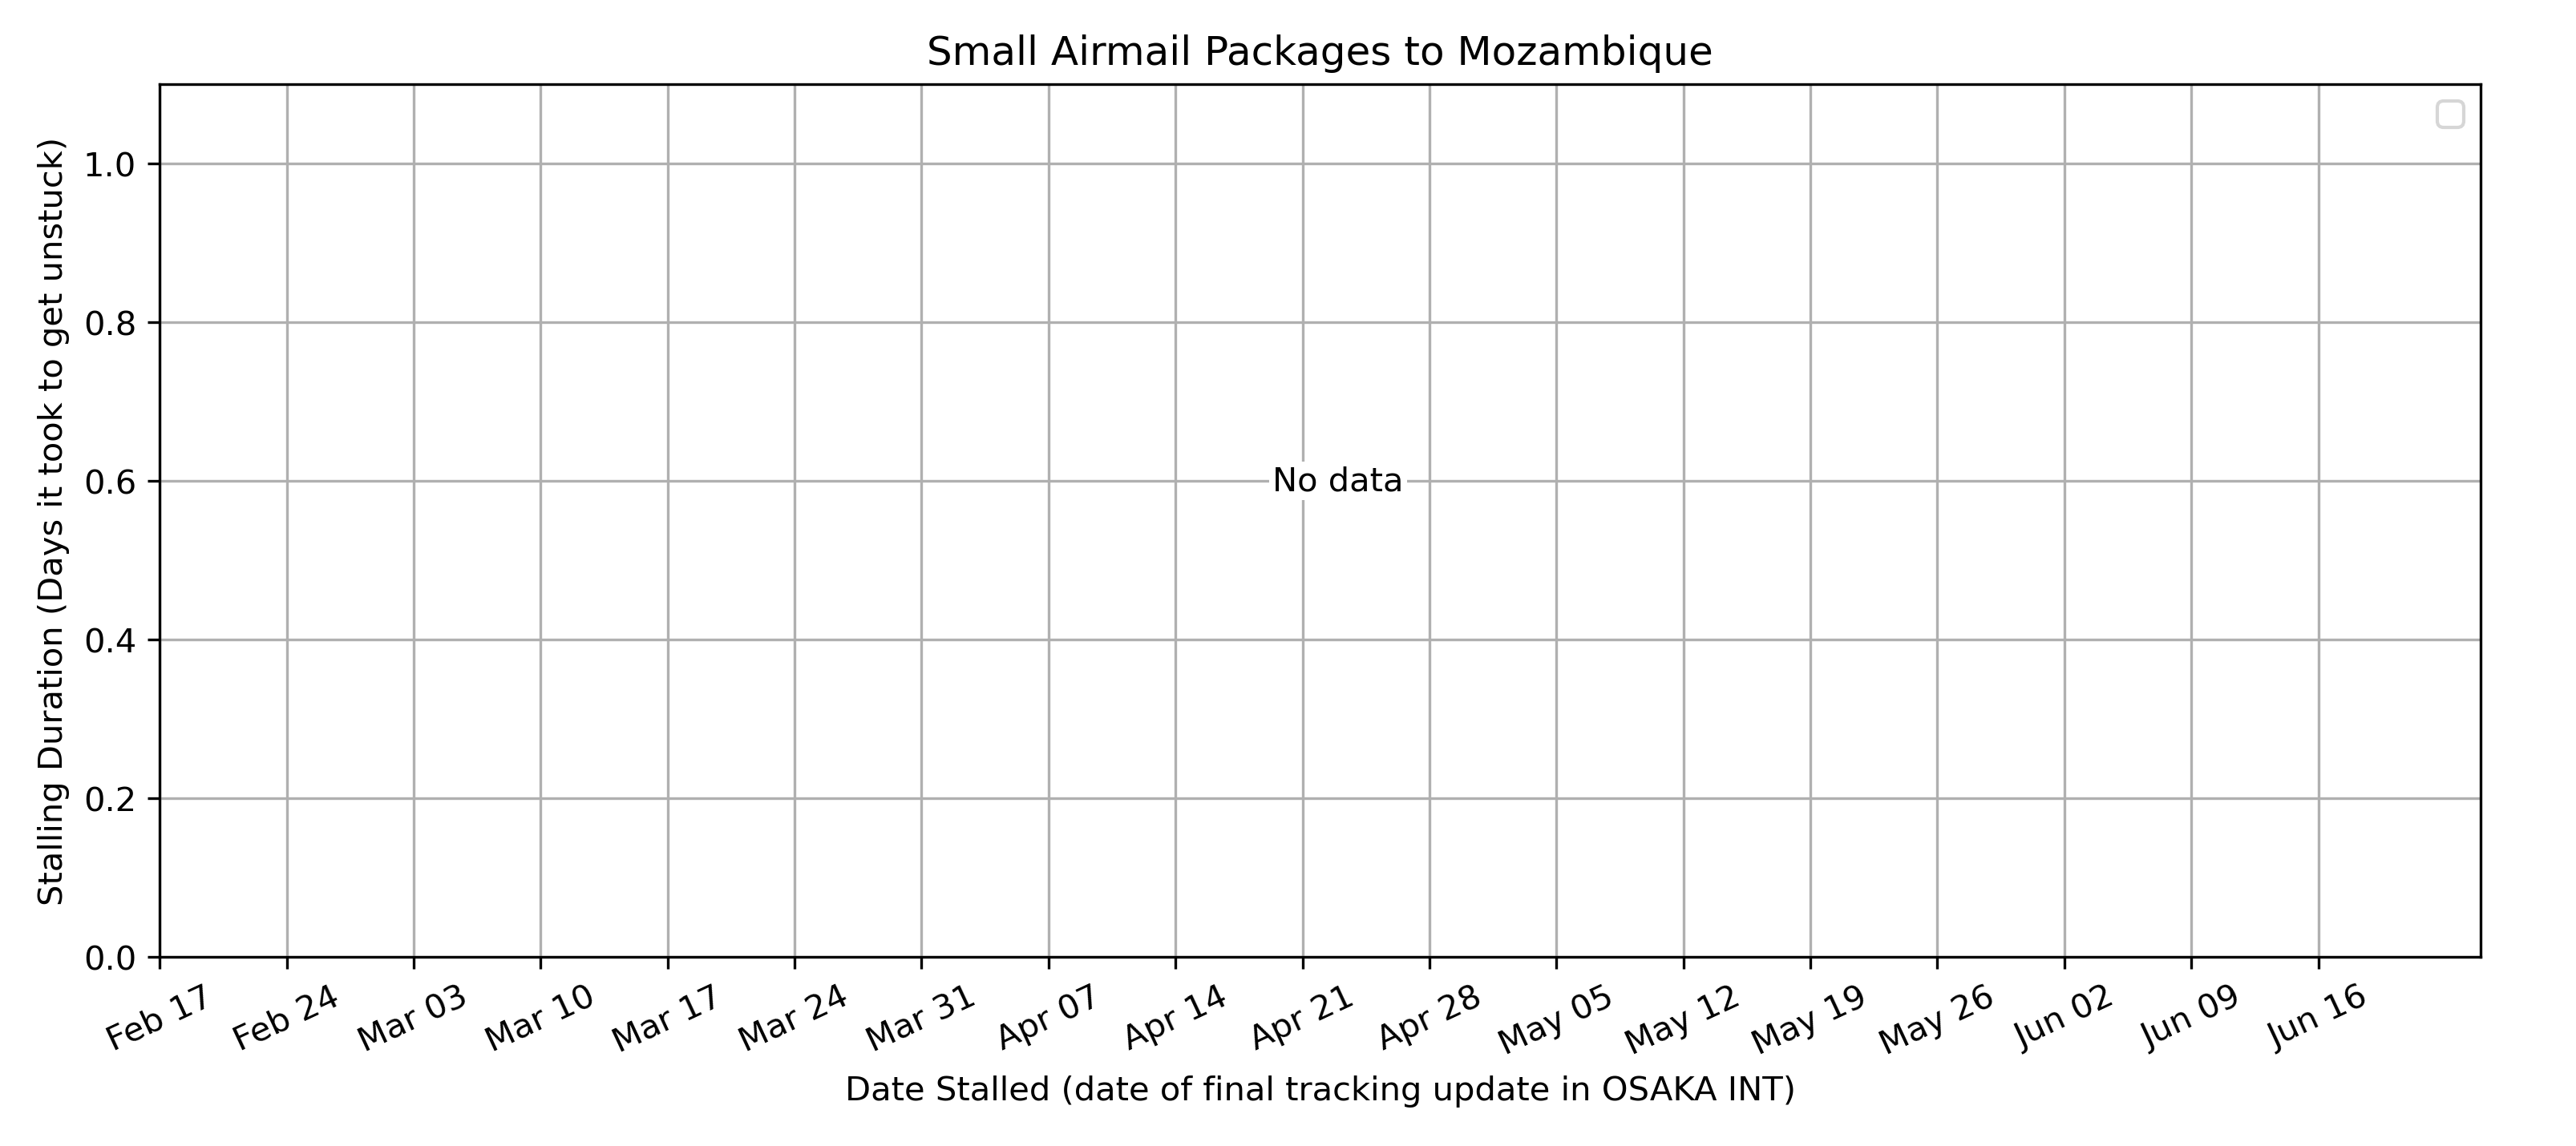 Small Airmail Packages to Mozambique
Stalling Duration (Days it took to get unstuck)
1.0
0.8
0.6
0.4
0.2
0.0
No data
Feb 17 Feb 24 Mar 03 Mar 10 Mar 17 Mar 24 Mar 31 Apr 07 Apr 14 Apr 21 Apr 28 May 05 May 12 May 19 May 26 Jun 02 Jun 09 Jun 16
Date Stalled (date of final tracking update in OSAKA INT)